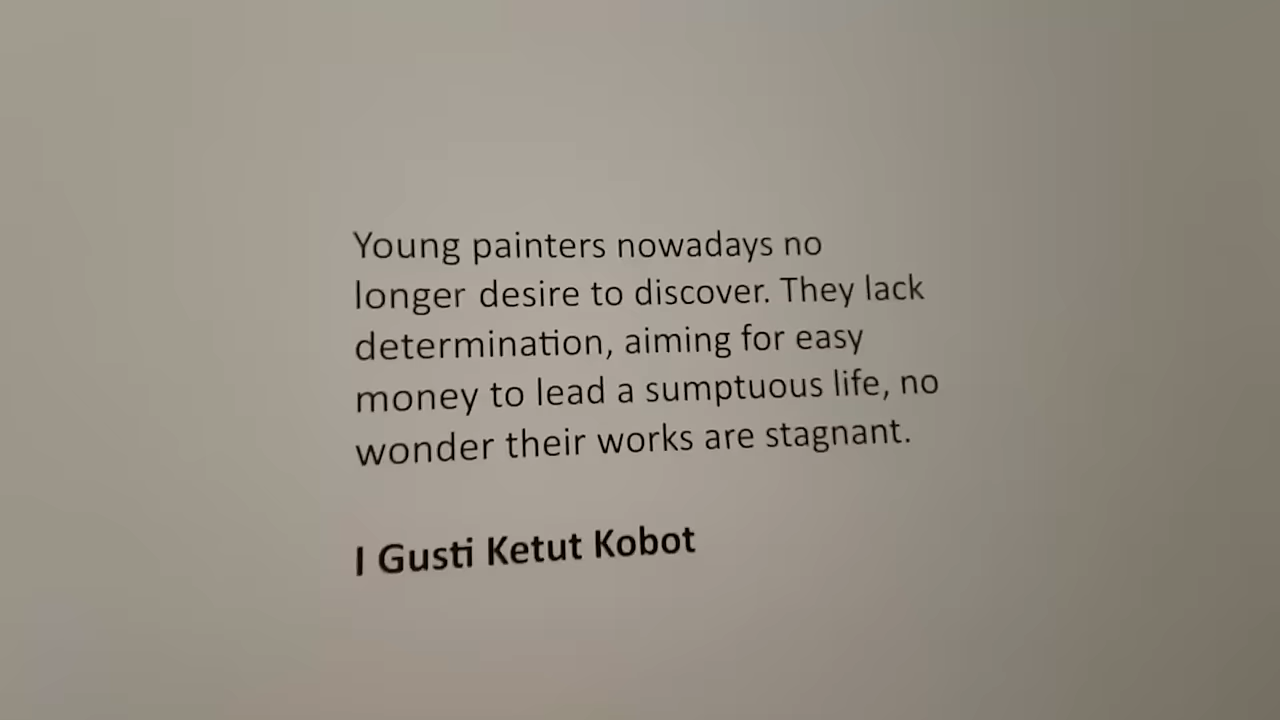 Young painters nowadays no
longer desire to discover. They lack
determination, aiming for easy
money to lead a sumptuous life, no
wonder their works are stagnant.
I Gusti Ketut Kobot